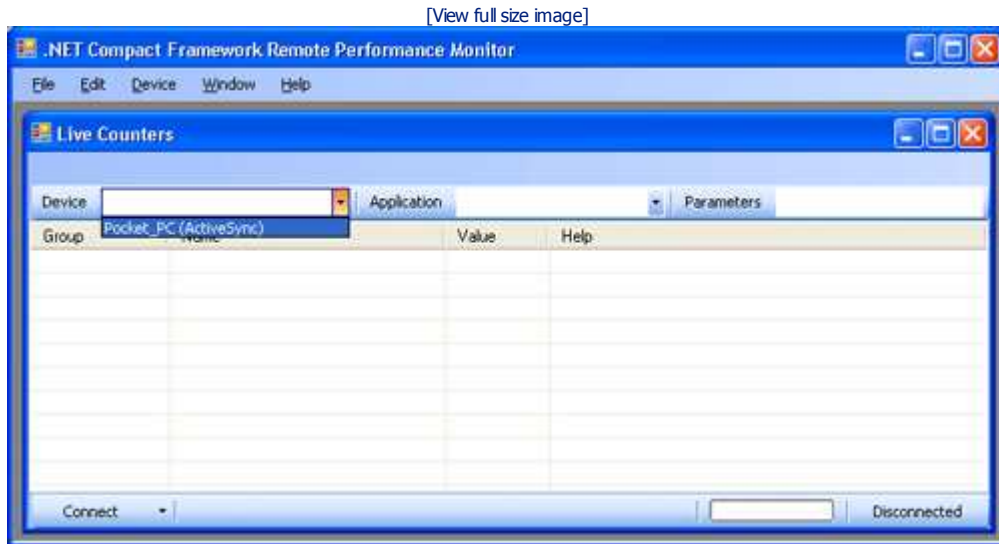 [View full size image]
.NET Compact Framework Remote Performance Monitor
File Edit Device Window Help
Live Counters
Device Application Parameters
Pocket_PC (ActiveSync)
Group Name Value Help
Connect Disconnected